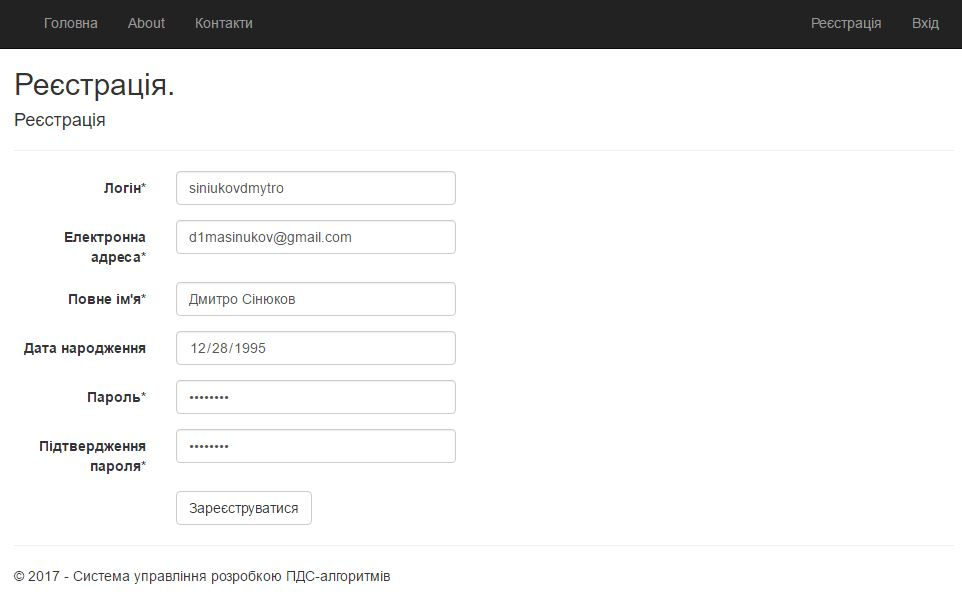 Головна About Контакти Реєстрація Вхід
Реєстрація.
Реєстрація
Логін* siniukovdmytro
Електронна
адреса* d1masinukov@gmail.com
Повне ім'я* Дмитро Сінюков
Дата народження 12/28/1995
Пароль* ••••••••
Підтвердження
пароля* ••••••••
Зареєструватися
© 2017 - Система управління розробкою ПДС-алгоритмів